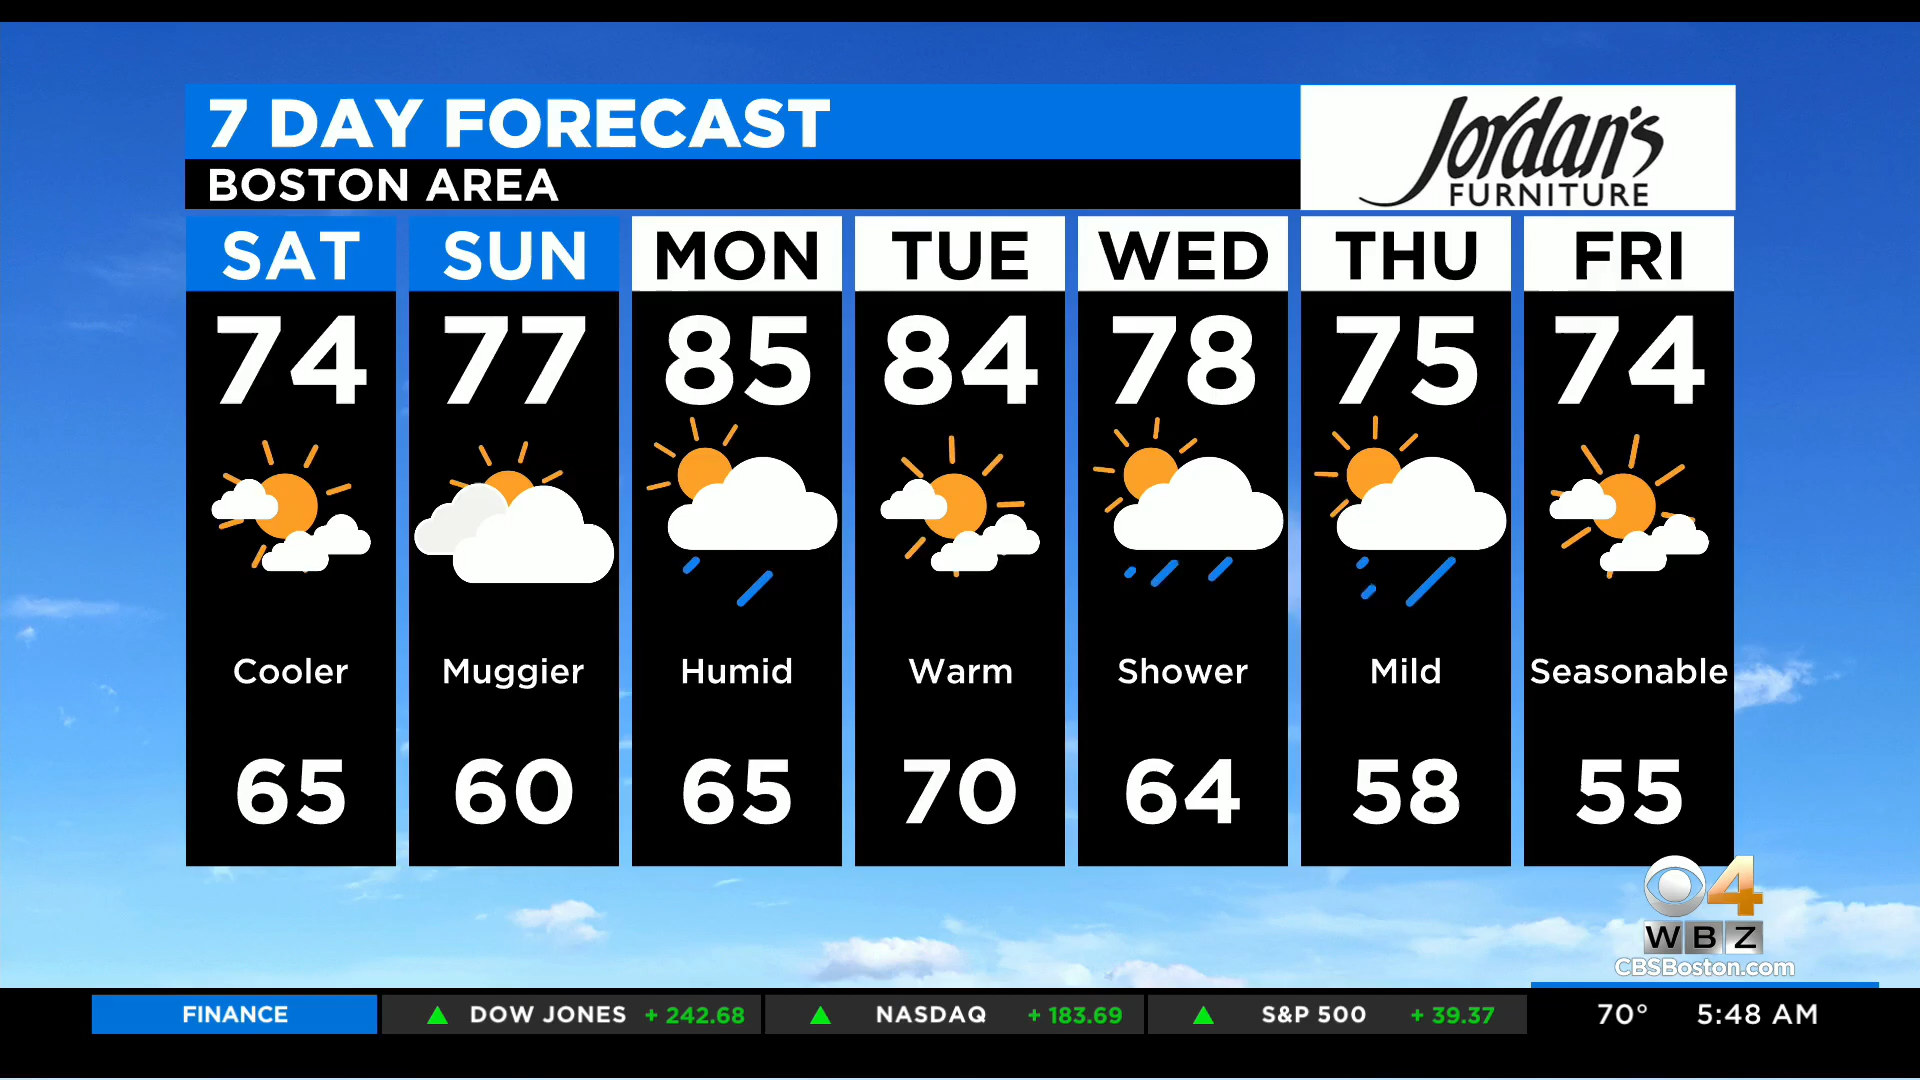 7 DAY FORECAST
BOSTON AREA
Jordan's
FURNITURE
SAT SUN MON TUE WED THU FRI
74 77 85 84 78 75 74
Cooler Muggier Humid Warm Shower Mild Seasonable
65 60 65 70 64 58 55
4
WBZ
CBSBoston.com
FINANCE DOW JONES + 242.68 NASDAQ + 183.69 S&P 500 + 39.37 70° 5:48 AM